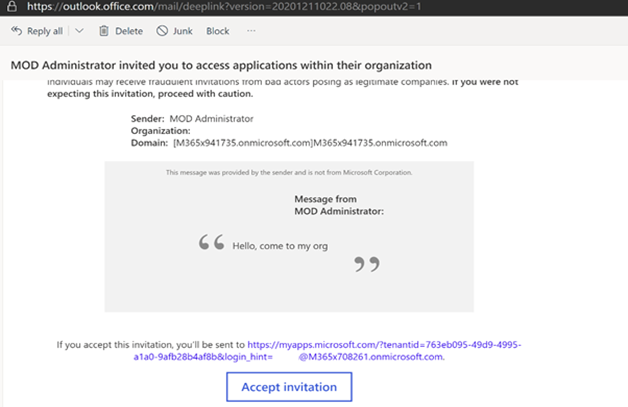 https://outlook.office.com/mail/deeplink?version=20201211022.08&popoutv2=1
Reply all Delete Junk Block ...
MOD Administrator invited you to access applications within their organization
individuals may receive fraudulent invitations from bad actors posing as legitimate companies. If you were not
expecting this invitation, proceed with caution.
Sender: MOD Administrator
Organization:
Domain: [M365x941735.onmicrosoft.com]M365x941735.onmicrosoft.com
This message was provided by the sender and is not from Microsoft Corporation.
Message from
MOD Administrator:
“ Hello, come to my org ”
If you accept this invitation, you'll be sent to https://myapps.microsoft.com/?tenantid=763eb095-49d9-4995-
a1a0-9afb28b4af8b&login_hint= @M365x708261.onmicrosoft.com.
Accept invitation